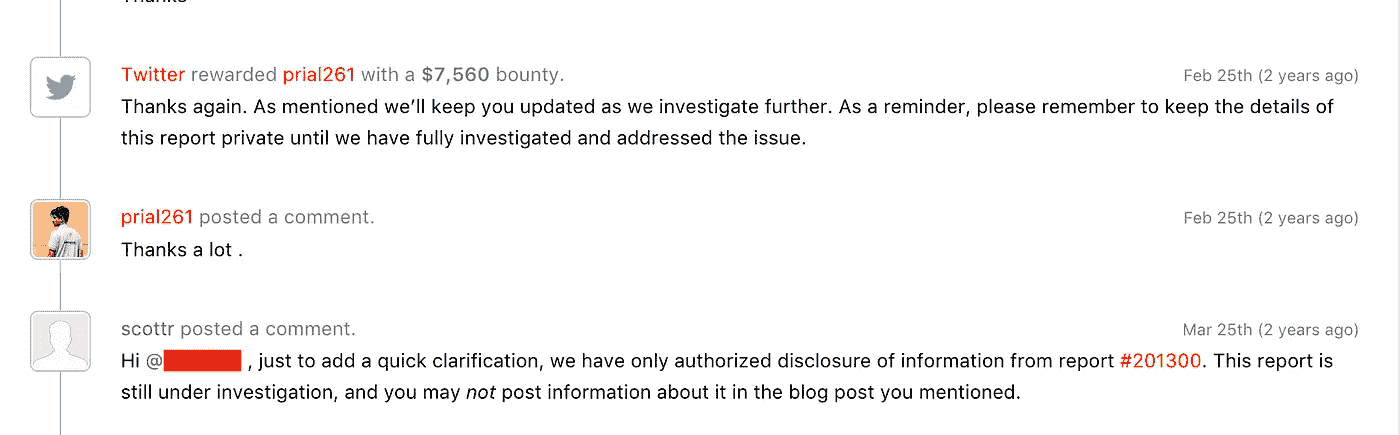 Thanks
Twitter rewarded prial261 with a $7,560 bounty.
Feb 25th (2 years ago)
Thanks again. As mentioned we’ll keep you updated as we investigate further. As a reminder, please remember to keep the details of
this report private until we have fully investigated and addressed the issue.
prial261 posted a comment.
Feb 25th (2 years ago)
Thanks a lot .
scottr posted a comment.
Mar 25th (2 years ago)
Hi @ , just to add a quick clarification, we have only authorized disclosure of information from report #201300. This report is
still under investigation, and you may not post information about it in the blog post you mentioned.